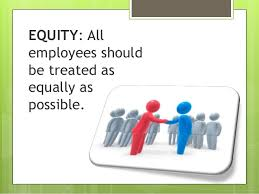 EQUITY: All
employees should
be treated as
equally as
possible.